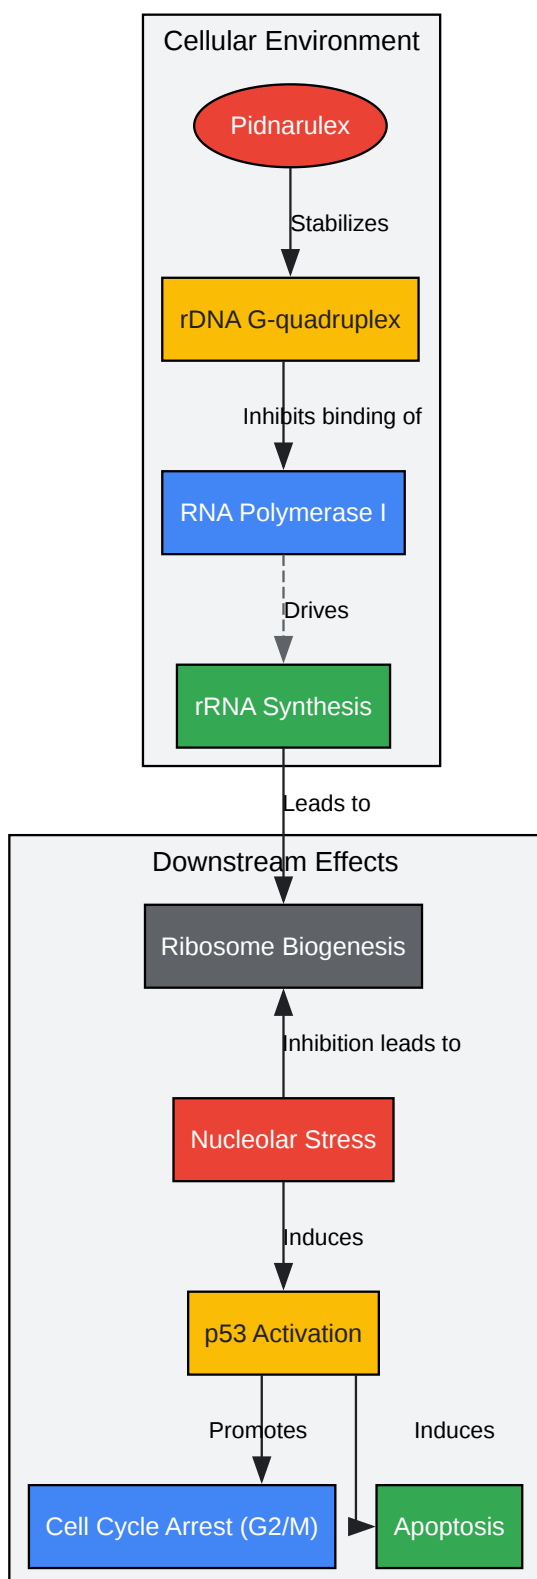 Cellular Environment
Pidnarulex
Stabilizes
rDNA G-quadruplex
Inhibits binding of
RNA Polymerase I
Drives
rRNA Synthesis
Leads to
Downstream Effects
Ribosome Biogenesis
Inhibition leads to
Nucleolar Stress
Induces
p53 Activation
Promotes
Induces
Cell Cycle Arrest (G2/M)
Apoptosis